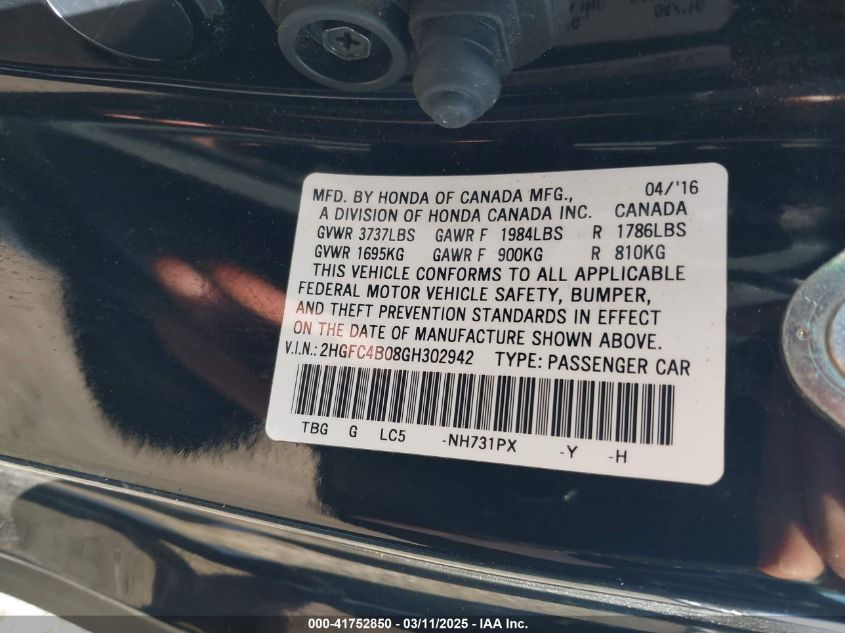 04/'16
MFD. BY HONDA OF CANADA MFG., 04/'16
A DIVISION OF HONDA CANADA INC. CANADA
GVWR 3737LBS GAWR F 1984LBS R 1786LBS
GVWR 1695KG GAWR F 900KG R 810KG
THIS VEHICLE CONFORMS TO ALL APPLICABLE
FEDERAL MOTOR VEHICLE SAFETY, BUMPER,
AND THEFT PREVENTION STANDARDS IN EFFECT
ON THE DATE OF MANUFACTURE SHOWN ABOVE.
V.I.N.: 2HGFC4B08GH302942 TYPE: PASSENGER CAR
TBG G LC5 -NH731PX -Y -H
000-41752850 - 03/11/2025 - IAA Inc.